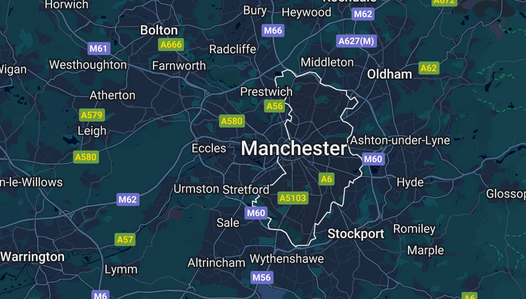 Horwich
Bury
Heywood
M62
A672
Bolton
A666
M66
A627(M)
M61
Radcliffe
Westhoughton
Farnworth
Middleton
Oldham
A62
Wigan
Atherton
Prestwich
A56
A579
A580
Leigh
Eccles
Manchester
Ashton-under-Lyne
A580
M60
n-le-Willows
Urmston
Stretford
A6
Hyde
Glossop
M62
A5103
M60
Sale
Stockport
Romiley
A57
Marple
Warrington
Lymm
Altrincham
Wythenshawe
M56
M6
A6